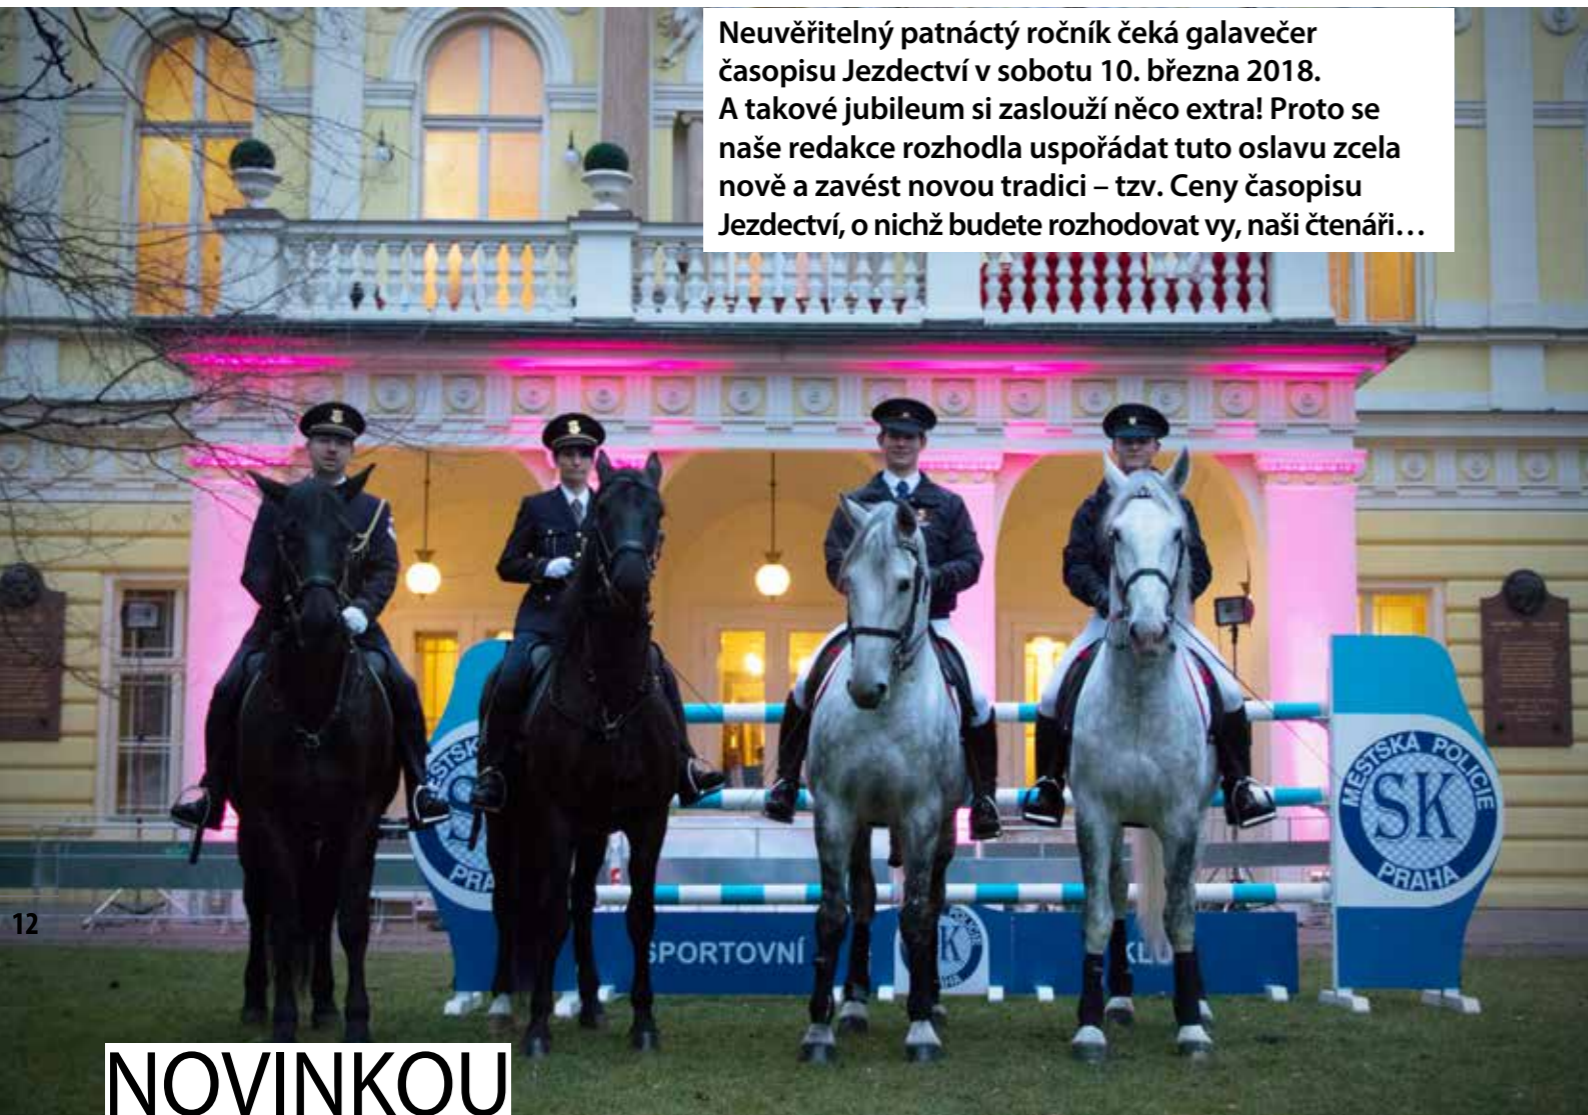 Neuvěřitelný patnáctý ročník čeká galavečer
časopisu Jezdectví v sobotu 10. března 2018.
A takové jubileum si zaslouží něco extra! Proto se
naše redakce rozhodla uspořádat tuto oslavu zcela
nově a zavést novou tradici – tzv. Ceny časopisu
Jezdectví, o nichž budete rozhodovat vy, naši čtenáři…
MĚSTSKÁ POLICIE
SK
PRAHA
SPORTOVNÍ
12
NOVINKOU